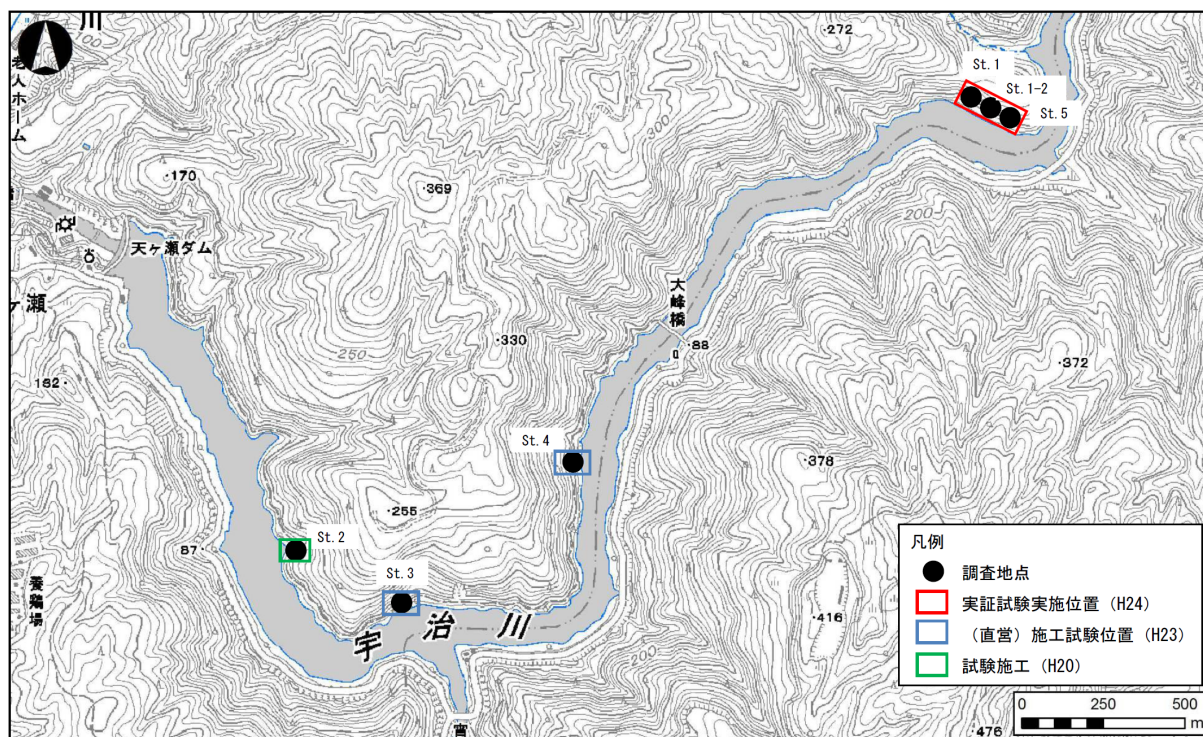 川
老人ホーム
200
・272
St.1
St.1-2
St.5
300
・170
・369
200
天ヶ瀬ダム
ヶ瀬
大峰橋
・88
250
・330
・372
182・
St.4
・378
・255
St.2
87・
St.3
養鶏場
宇治川
・416
200
凡例
調査地点
実証試験実施位置 (H24)
(直営) 施工試験位置 (H23)
試験施工 (H20)
0 250 500
m
・476